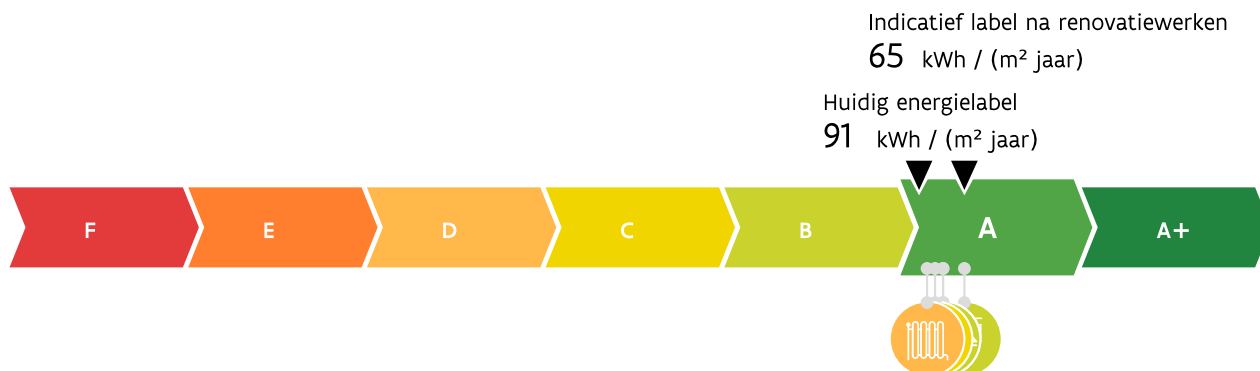 Indicatief label na renovatiewerken
65 kWh / (m² jaar)
Huidig energielabel
91 kWh / (m² jaar)
F E D C B A A+